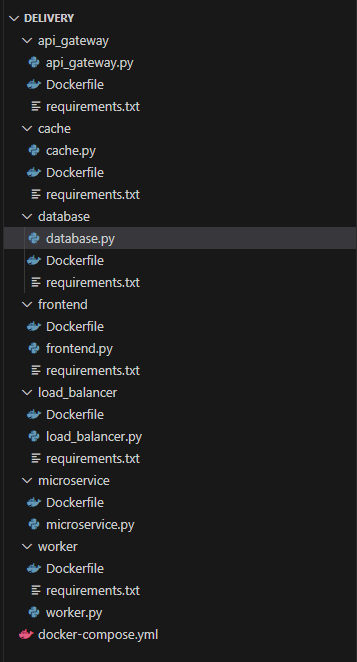 DELIVERY
api_gateway
api_gateway.py
Dockerfile
requirements.txt
cache
cache.py
Dockerfile
requirements.txt
database
database.py
Dockerfile
requirements.txt
frontend
Dockerfile
frontend.py
requirements.txt
load_balancer
Dockerfile
load_balancer.py
requirements.txt
microservice
Dockerfile
microservice.py
worker
Dockerfile
requirements.txt
worker.py
docker-compose.yml